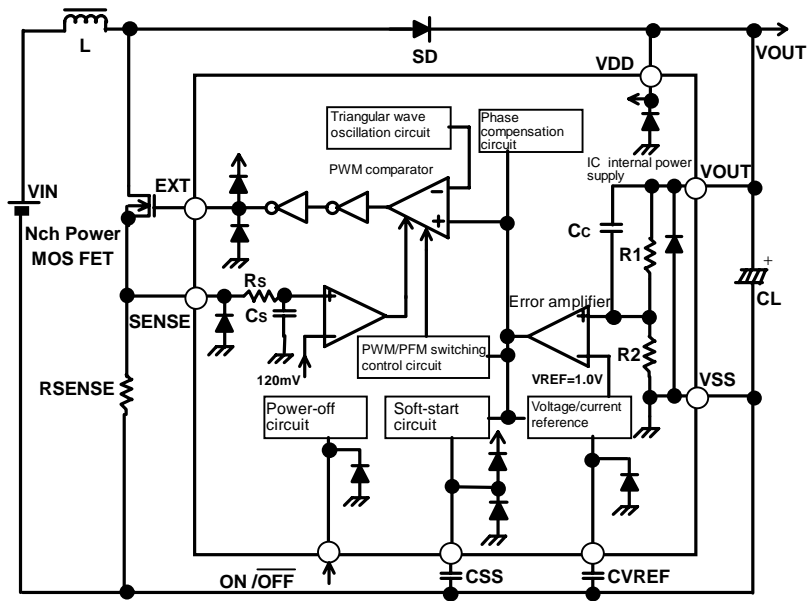 L
SD
VOUT
VDD
Triangular wave
oscillation circuit
Phase
compensation
circuit
PWM comparator
IC internal power
supply
VOUT
VIN
EXT
Nch Power
MOS FET
-
+
CC
R1
+
CL
RS
CS
+
-
SENSE
Error amplifier
+
-
R2
120mV
PWM/PFM switching
control circuit
VREF=1.0V
VSS
RSENSE
Power-off
circuit
Soft-start
circuit
Voltage/current
reference
ON /OFF
CSS
CVREF